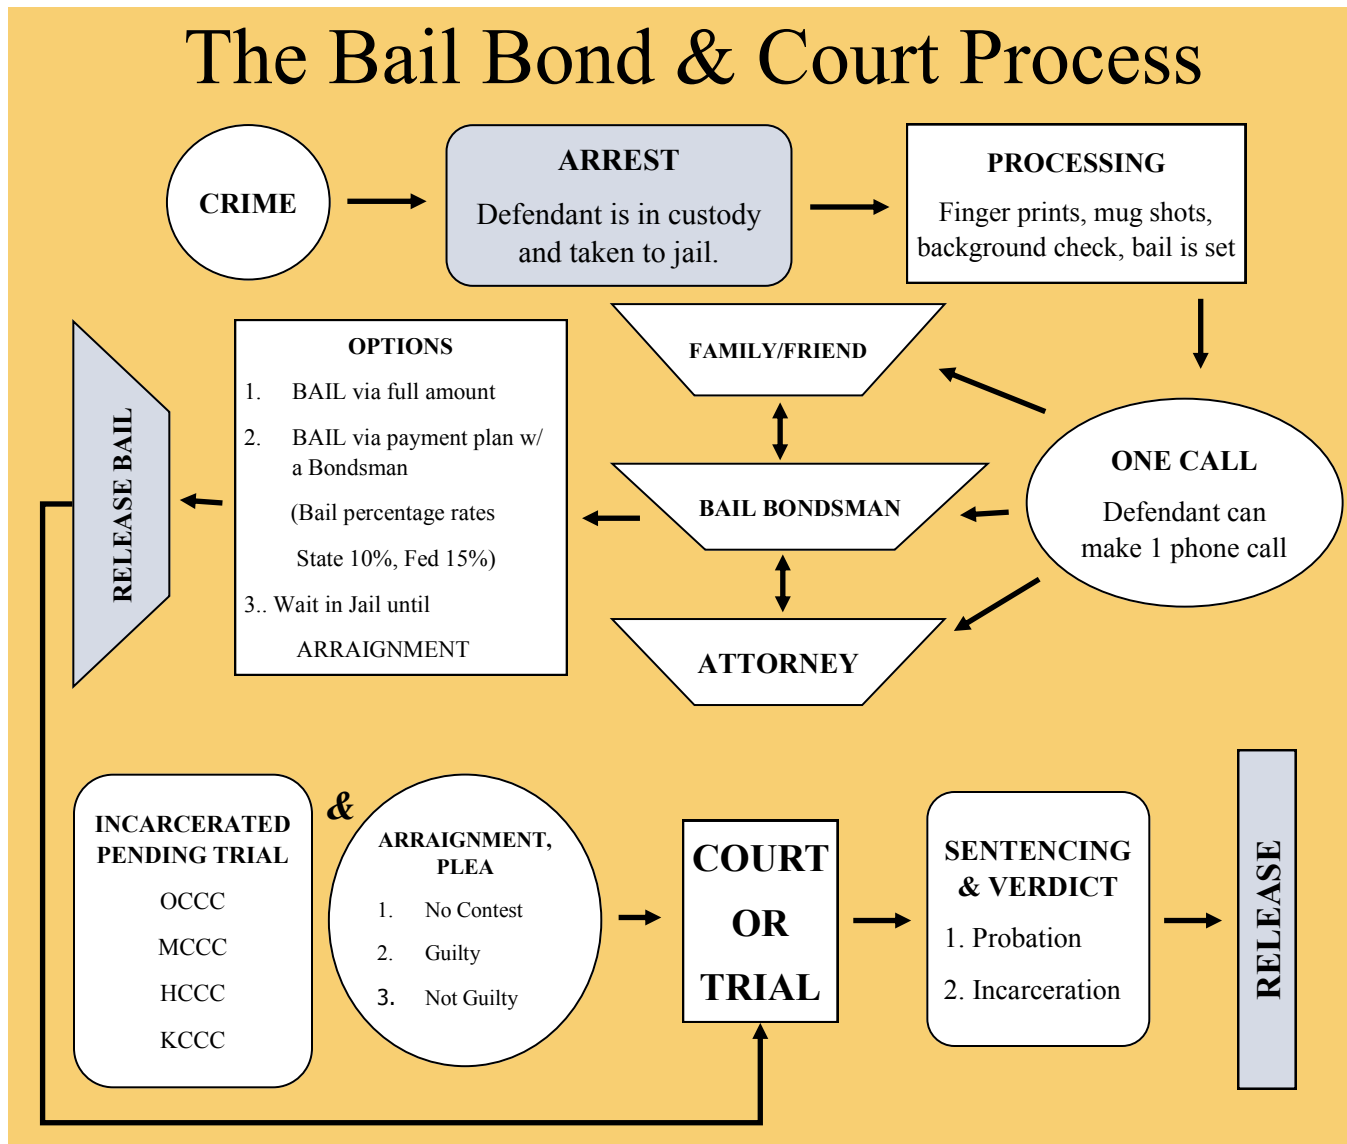 The Bail Bond & Court Process
CRIME
ARREST
Defendant is in custody
and taken to jail.
PROCESSING
Finger prints, mug shots,
background check, bail is set
ONE CALL
Defendant can
make 1 phone call
FAMILY/FRIEND
BAIL BONDSMAN
ATTORNEY
OPTIONS
1. BAIL via full amount
2. BAIL via payment plan w/
a Bondsman
(Bail percentage rates
State 10%, Fed 15%)
3.. Wait in Jail until
ARRAIGNMENT
RELEASE BAIL
INCARCERATED
PENDING TRIAL
OCCC
MCCC
HCCC
KCCC
&
ARRAIGNMENT,
PLEA
1. No Contest
2. Guilty
3. Not Guilty
COURT
OR
TRIAL
SENTENCING
& VERDICT
1. Probation
2. Incarceration
RELEASE